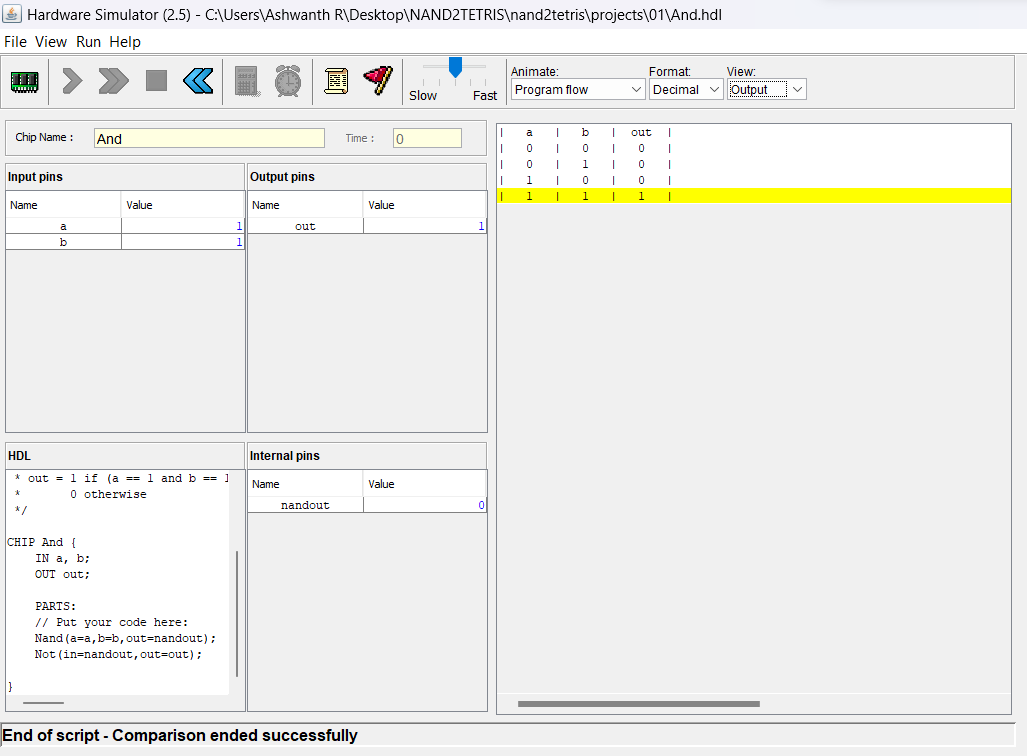 Hardware Simulator (2.5) - C:\Users\Ashwanth R\Desktop\NAND2TETRIS\nand2tetris\projects\01\And.hdl
File View Run Help
Slow Fast
Animate: Format: View:
Program flow Decimal Output
Chip Name : And Time : 0
Input pins
Name Value
a 1
b 1
Output pins
Name Value
out 1
HDL
* out = 1 if (a == 1 and b == 1
* 0 otherwise
*/
CHIP And {
IN a, b;
OUT out;
PARTS:
// Put your code here:
Nand(a=a,b=b,out=nandout);
Not(in=nandout,out=out);
}
Internal pins
Name Value
nandout 0
| a | b | out |
| 0 | 0 | 0 |
| 0 | 1 | 0 |
| 1 | 0 | 0 |
| 1 | 1 | 1 |
End of script - Comparison ended successfully